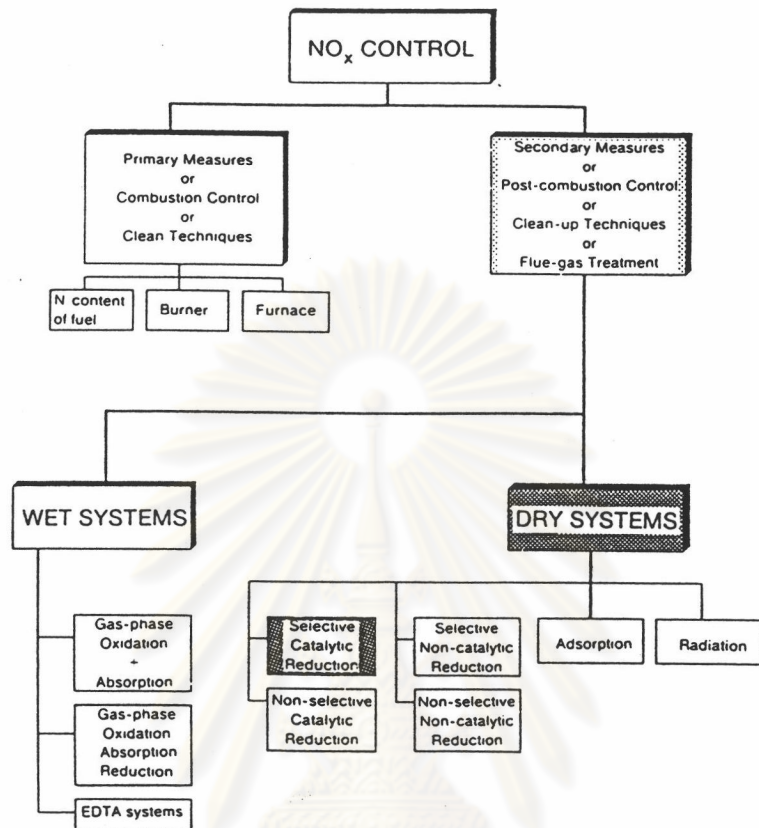 NOx CONTROL
Primary Measures
or
Combustion Control
or
Clean Techniques
Secondary Measures
or
Post-combustion Control
or
Clean-up Techniques
or
Flue-gas Treatment
N content
of fuel
Burner
Furnace
WET SYSTEMS
DRY SYSTEMS
Gas-phase
Oxidation
+
Absorption
Gas-phase
Oxidation
Absorption
Reduction
EDTA systems
Selective
Catalytic
Reduction
Non-selective
Catalytic
Reduction
Selective
Non-catalytic
Reduction
Non-selective
Non-catalytic
Reduction
Adsorption
Radiation